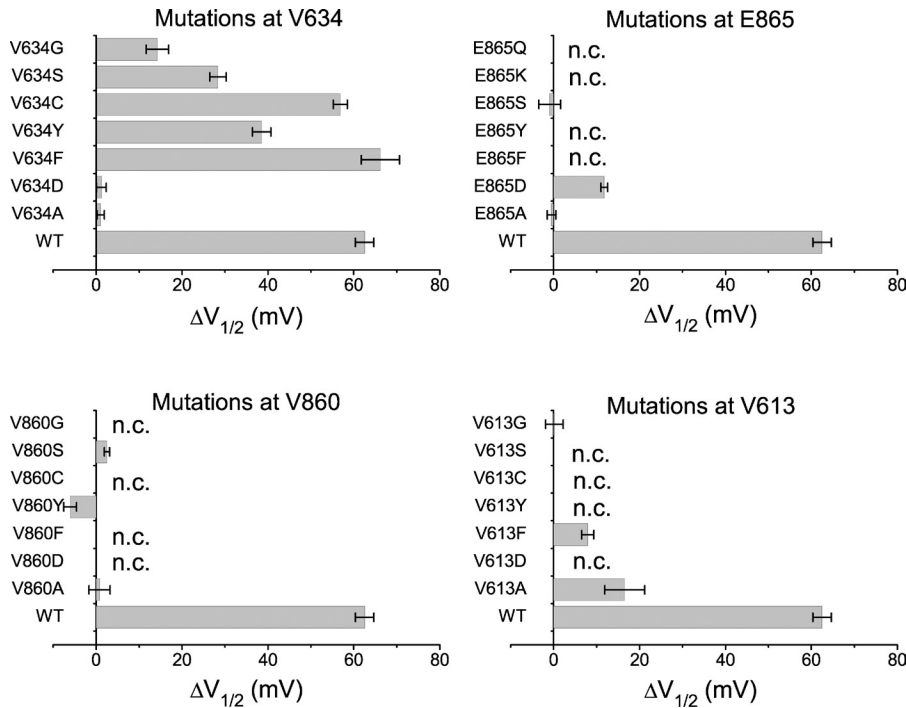 Mutations at V634
V634G
V634S
V634C
V634Y
V634F
V634D
V634A
WT
0 20 40 60 80
ΔV1/2 (mV)
Mutations at E865
E865Q n.c.
E865K n.c.
E865S
E865Y n.c.
E865F n.c.
E865D
E865A
WT
0 20 40 60 80
ΔV1/2 (mV)
Mutations at V860
V860G n.c.
V860S
V860C n.c.
V860Y
V860F n.c.
V860D n.c.
V860A
WT
0 20 40 60 80
ΔV1/2 (mV)
Mutations at V613
V613G
V613S n.c.
V613C n.c.
V613Y n.c.
V613F
V613D n.c.
V613A
WT
0 20 40 60 80
ΔV1/2 (mV)